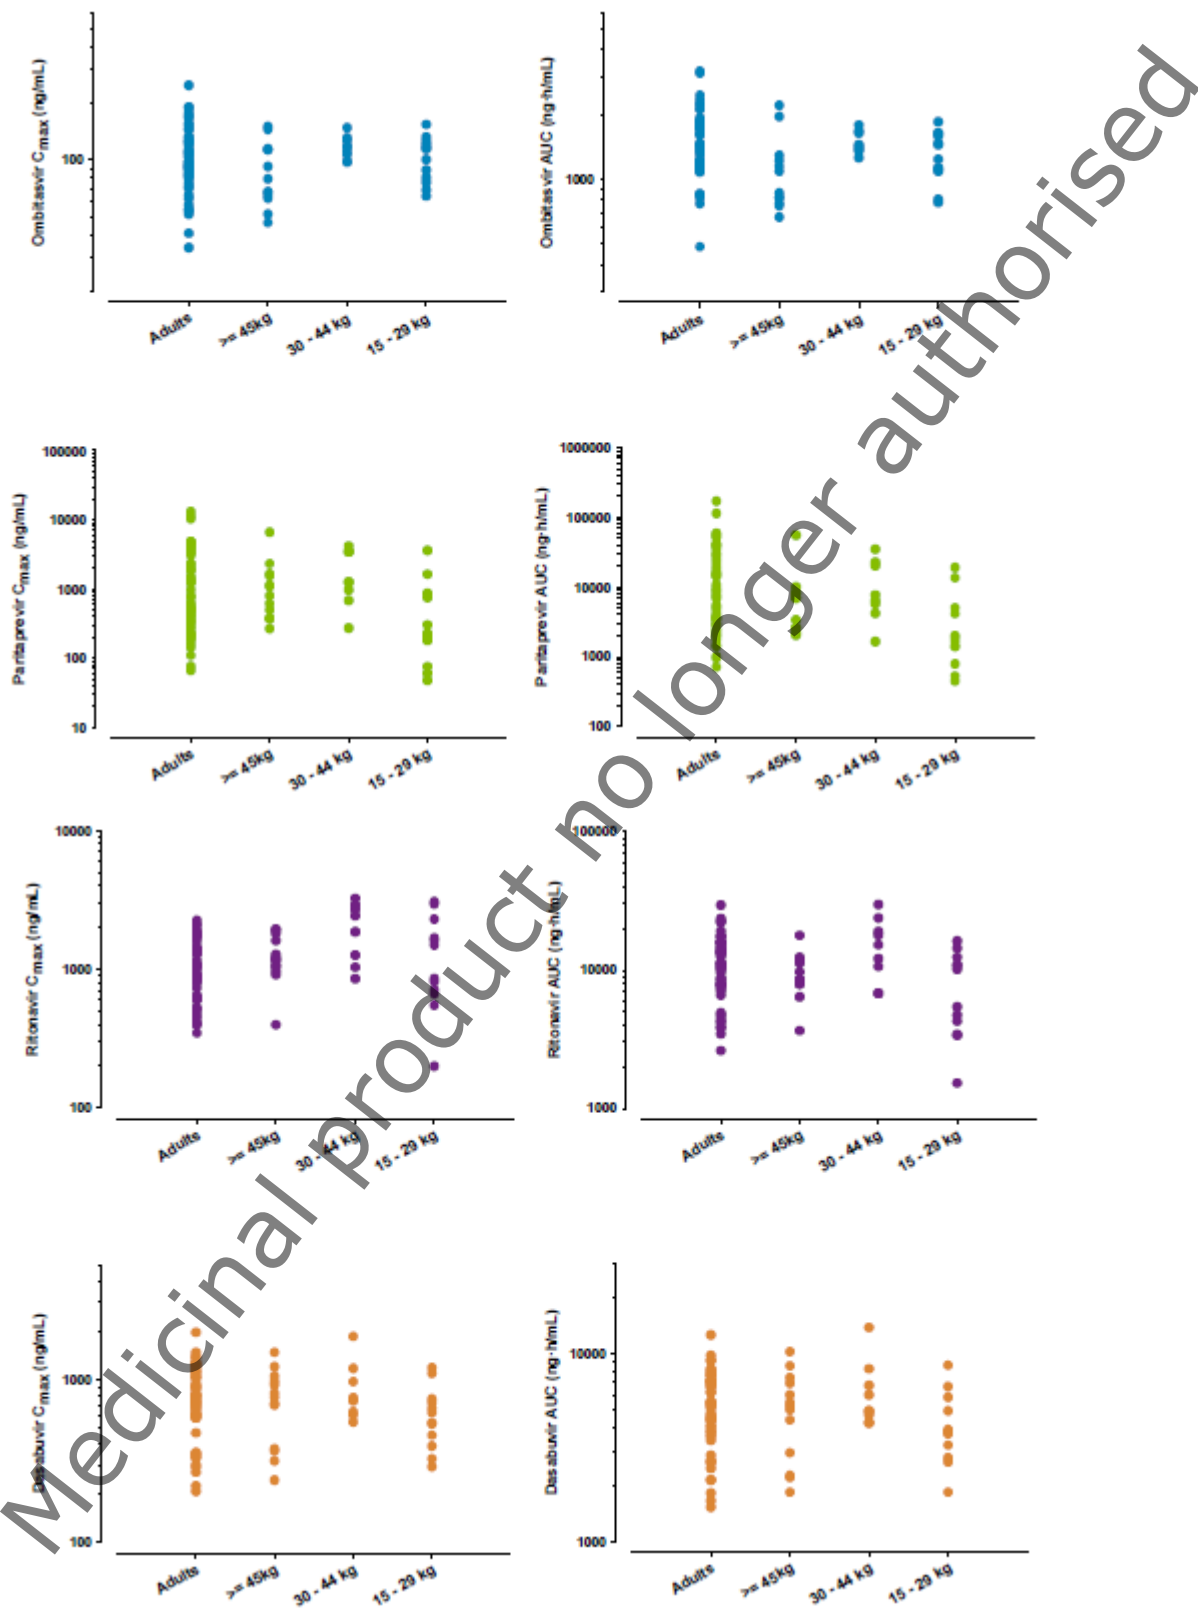 Ombitasvir Cmax (ng/mL)
100
Adults
>= 45kg
30 - 44 kg
15 - 29 kg
Ombitasvir AUC (ng·h/mL)
1000
Adults
>= 45kg
30 - 44 kg
15 - 29 kg
Paritaprevir Cmax (ng/mL)
100000
10000
1000
100
10
Adults
>= 45kg
30 - 44 kg
15 - 29 kg
Paritaprevir AUC (ng·h/mL)
1000000
100000
10000
1000
100
Adults
>= 45kg
30 - 44 kg
15 - 29 kg
Ritonavir Cmax (ng/mL)
10000
1000
100
Adults
>= 45kg
30 - 44 kg
15 - 29 kg
Ritonavir AUC (ng·h/mL)
100000
10000
1000
Adults
>= 45kg
30 - 44 kg
15 - 29 kg
Dasabuvir Cmax (ng/mL)
1000
100
Adults
>= 45kg
30 - 44 kg
15 - 29 kg
Dasabuvir AUC (ng·h/mL)
10000
1000
Adults
>= 45kg
30 - 44 kg
15 - 29 kg
Medicinal product no longer authorised